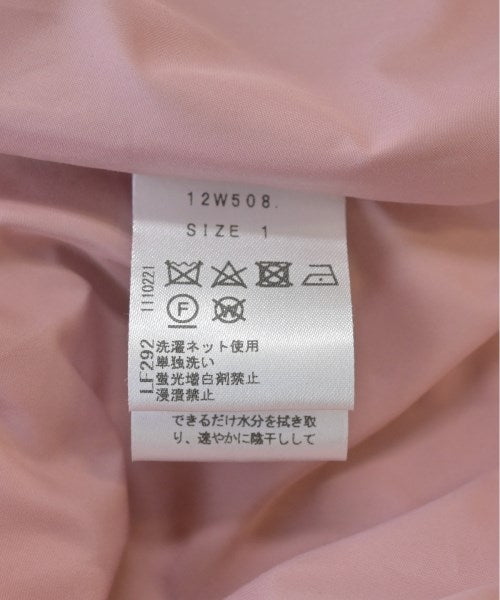 12W508.
SIZE 1
F
W
LF292 1110221
洗濯ネット使用
単独洗い
蛍光増白剤禁止
浸漬禁止
できるだけ水分を拭き取
り、速やかに陰干しして